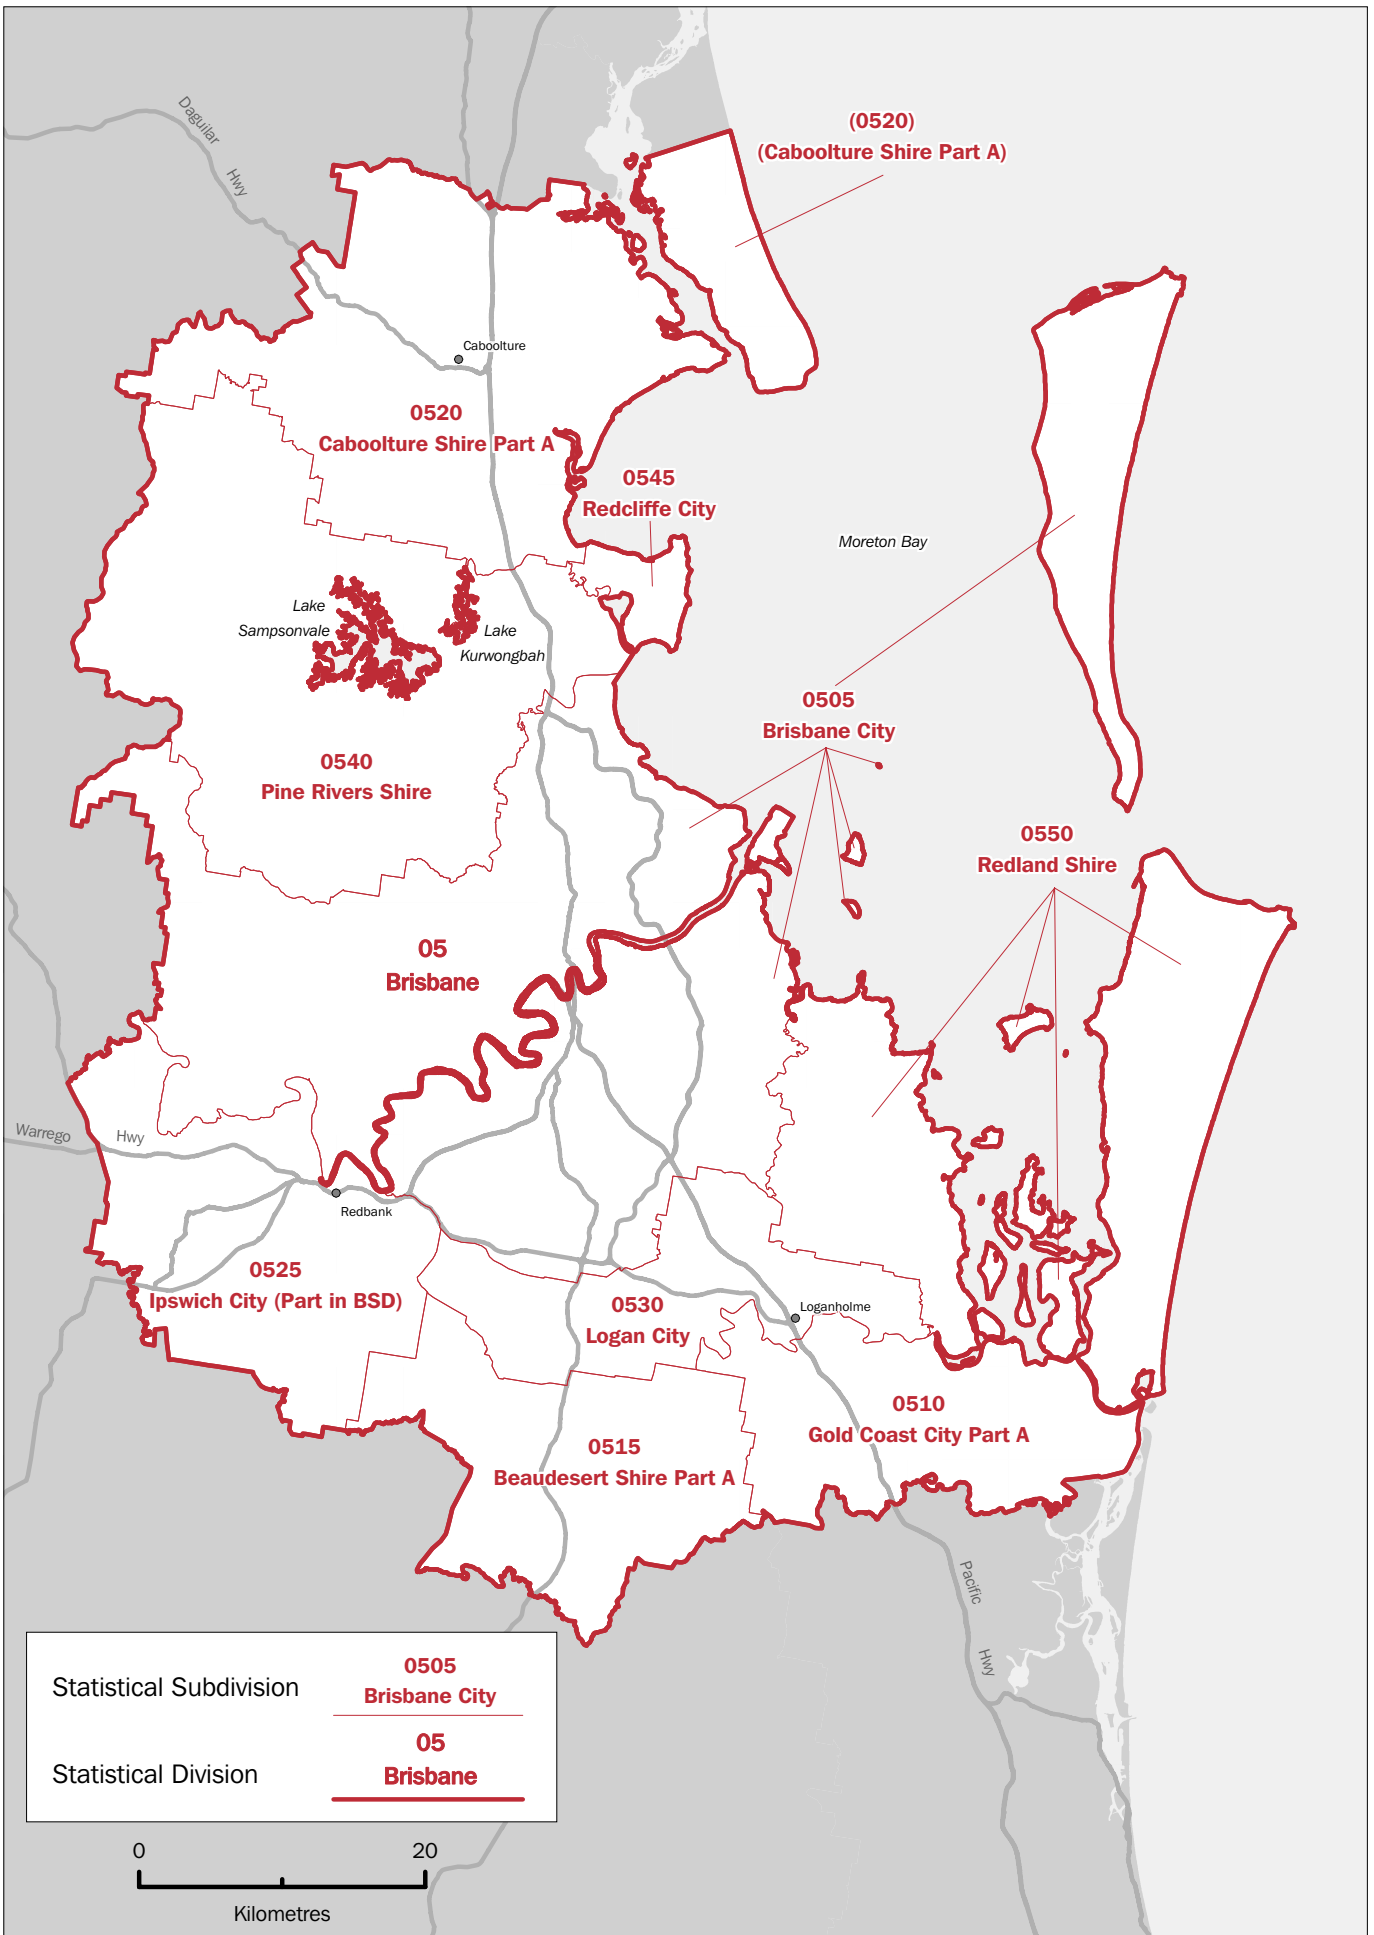 Daguilar
Hwy
(0520)
(Caboolture Shire Part A)
Caboolture
0520
Caboolture Shire Part A
0545
Redcliffe City
Moreton Bay
Lake
Sampsonvale
Lake
Kurwongbah
0505
Brisbane City
0540
Pine Rivers Shire
0550
Redland Shire
05
Brisbane
Warrego
Hwy
Redbank
0525
Ipswich City (Part in BSD)
0530
Logan City
Loganholme
0510
Gold Coast City Part A
0515
Beaudesert Shire Part A
Pacific
Hwy
Statistical Subdivision
0505
Brisbane City
Statistical Division
05
Brisbane
0
20
Kilometres